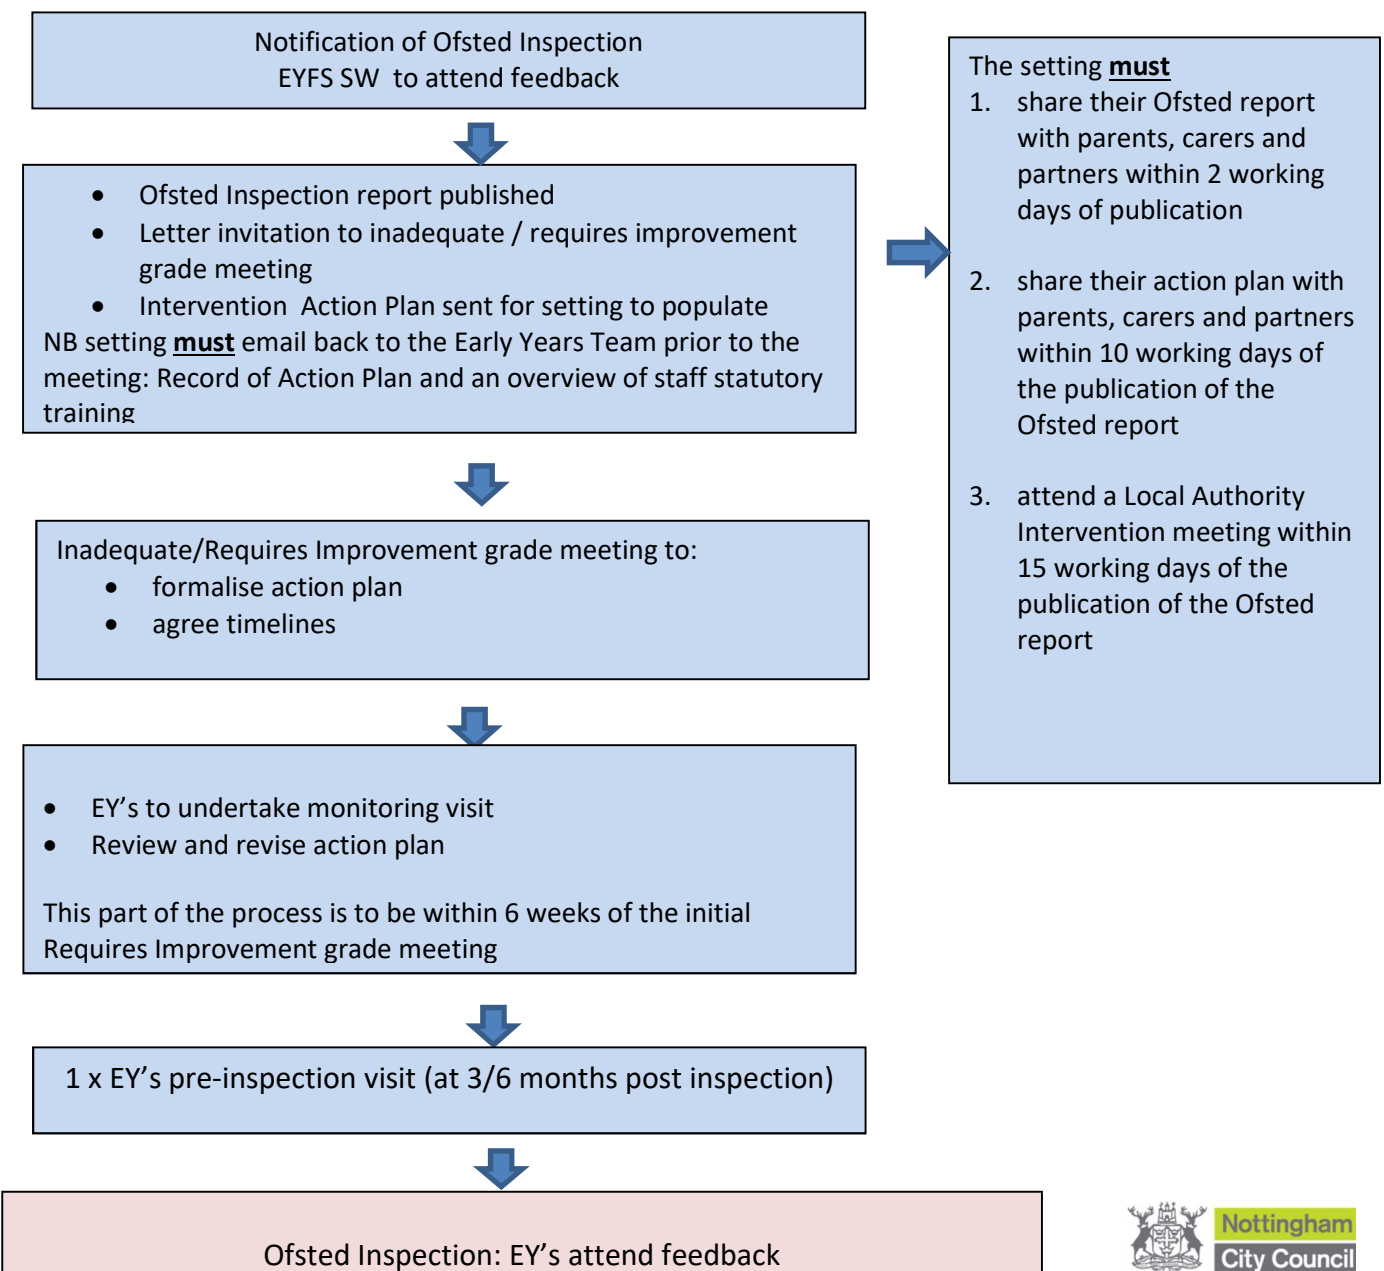 Notification of Ofsted Inspection
EYFS SW to attend feedback
• Ofsted Inspection report published
• Letter invitation to inadequate / requires improvement
grade meeting
• Intervention Action Plan sent for setting to populate
NB setting must email back to the Early Years Team prior to the
meeting: Record of Action Plan and an overview of staff statutory
training
The setting must
1. share their Ofsted report
with parents, carers and
partners within 2 working
days of publication
2. share their action plan with
parents, carers and partners
within 10 working days of
the publication of the
Ofsted report
3. attend a Local Authority
Intervention meeting within
15 working days of the
publication of the Ofsted
report
Inadequate/Requires Improvement grade meeting to:
• formalise action plan
• agree timelines
• EY’s to undertake monitoring visit
• Review and revise action plan
This part of the process is to be within 6 weeks of the initial
Requires Improvement grade meeting
1 x EY’s pre-inspection visit (at 3/6 months post inspection)
Ofsted Inspection: EY’s attend feedback
Nottingham
City Council